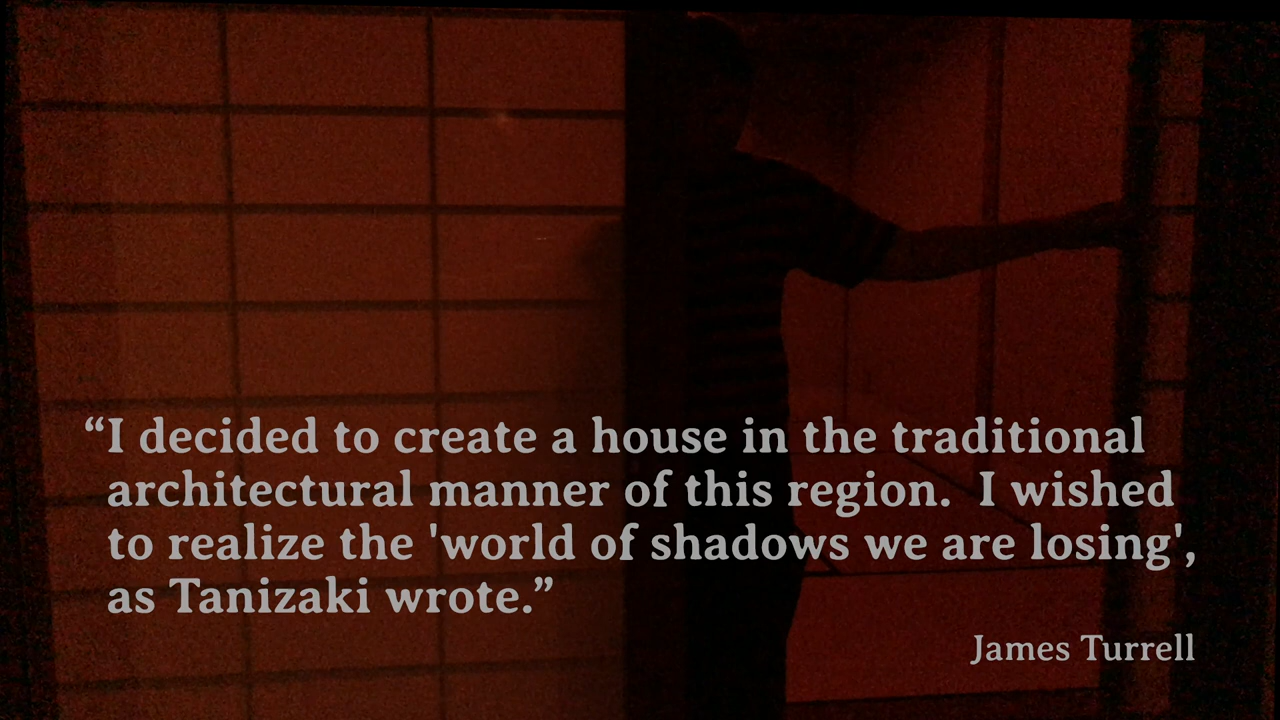 “I decided to create a house in the traditional
architectural manner of this region.  I wished
to realize the 'world of shadows we are losing',
as Tanizaki wrote.”
James Turrell